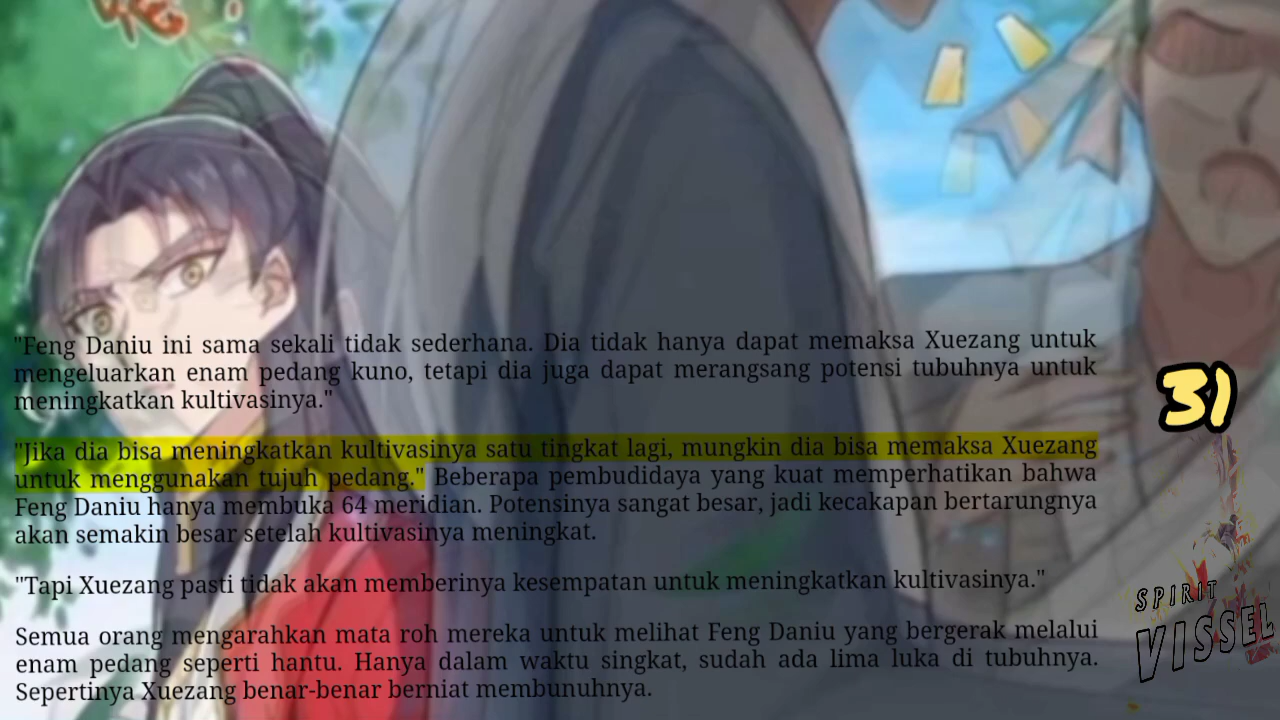 "Feng Daniu ini sama sekali tidak sederhana. Dia tidak hanya dapat memaksa Xuezang untuk
mengeluarkan enam pedang kuno, tetapi dia juga dapat merangsang potensi tubuhnya untuk
meningkatkan kultivasinya."
"Jika dia bisa meningkatkan kultivasinya satu tingkat lagi, mungkin dia bisa memaksa Xuezang
untuk menggunakan tujuh pedang." Beberapa pembudidaya yang kuat memperhatikan bahwa
Feng Daniu hanya membuka 64 meridian. Potensinya sangat besar, jadi kecakapan bertarungnya
akan semakin besar setelah kultivasinya meningkat.
"Tapi Xuezang pasti tidak akan memberinya kesempatan untuk meningkatkan kultivasinya."
Semua orang mengarahkan mata roh mereka untuk melihat Feng Daniu yang bergerak melalui
enam pedang seperti hantu. Hanya dalam waktu singkat, sudah ada lima luka di tubuhnya.
Sepertinya Xuezang benar-benar berniat membunuhnya.
31
SPIRIT
VISSEL